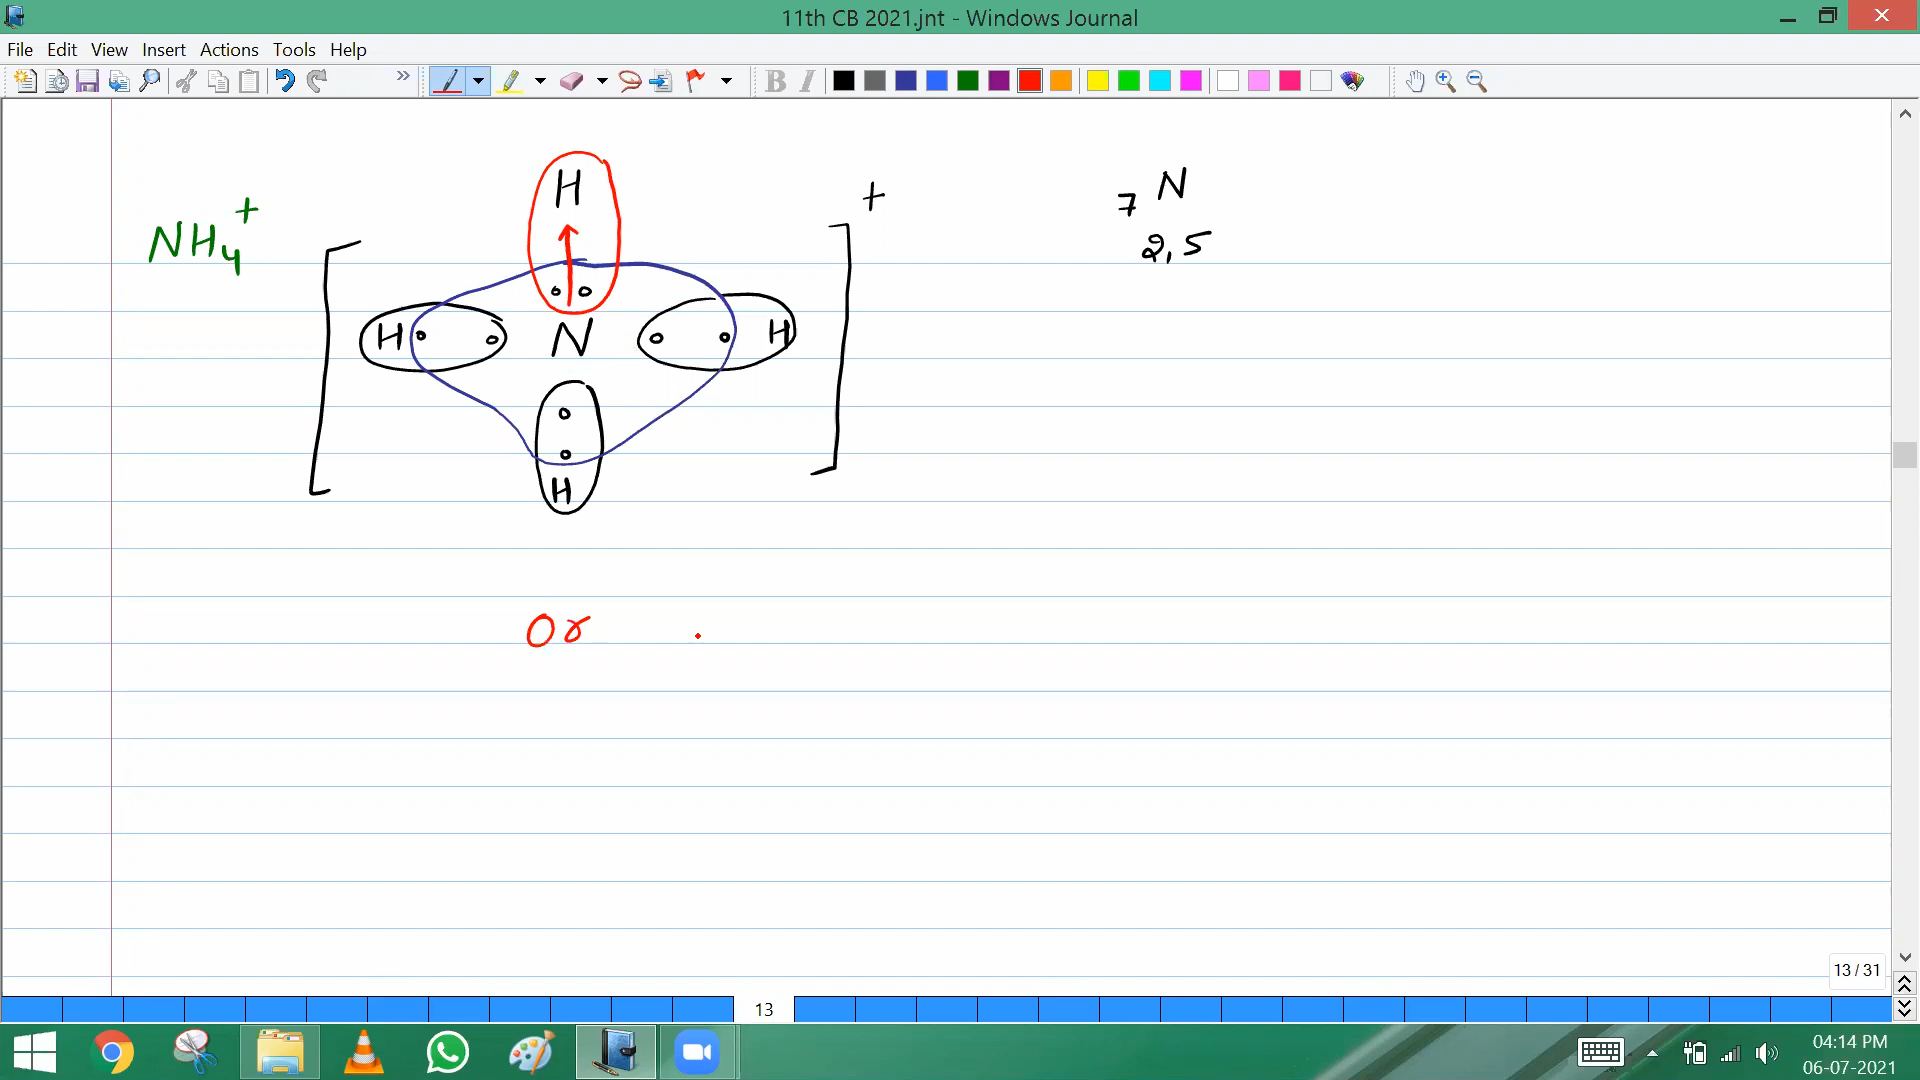 11th CB 2021.jnt - Windows Journal
File Edit View Insert Actions Tools Help
B I
NH4+
H
+
7 N
2, 5
H N H
H
Or
13 / 31
13
04:14 PM
06-07-2021